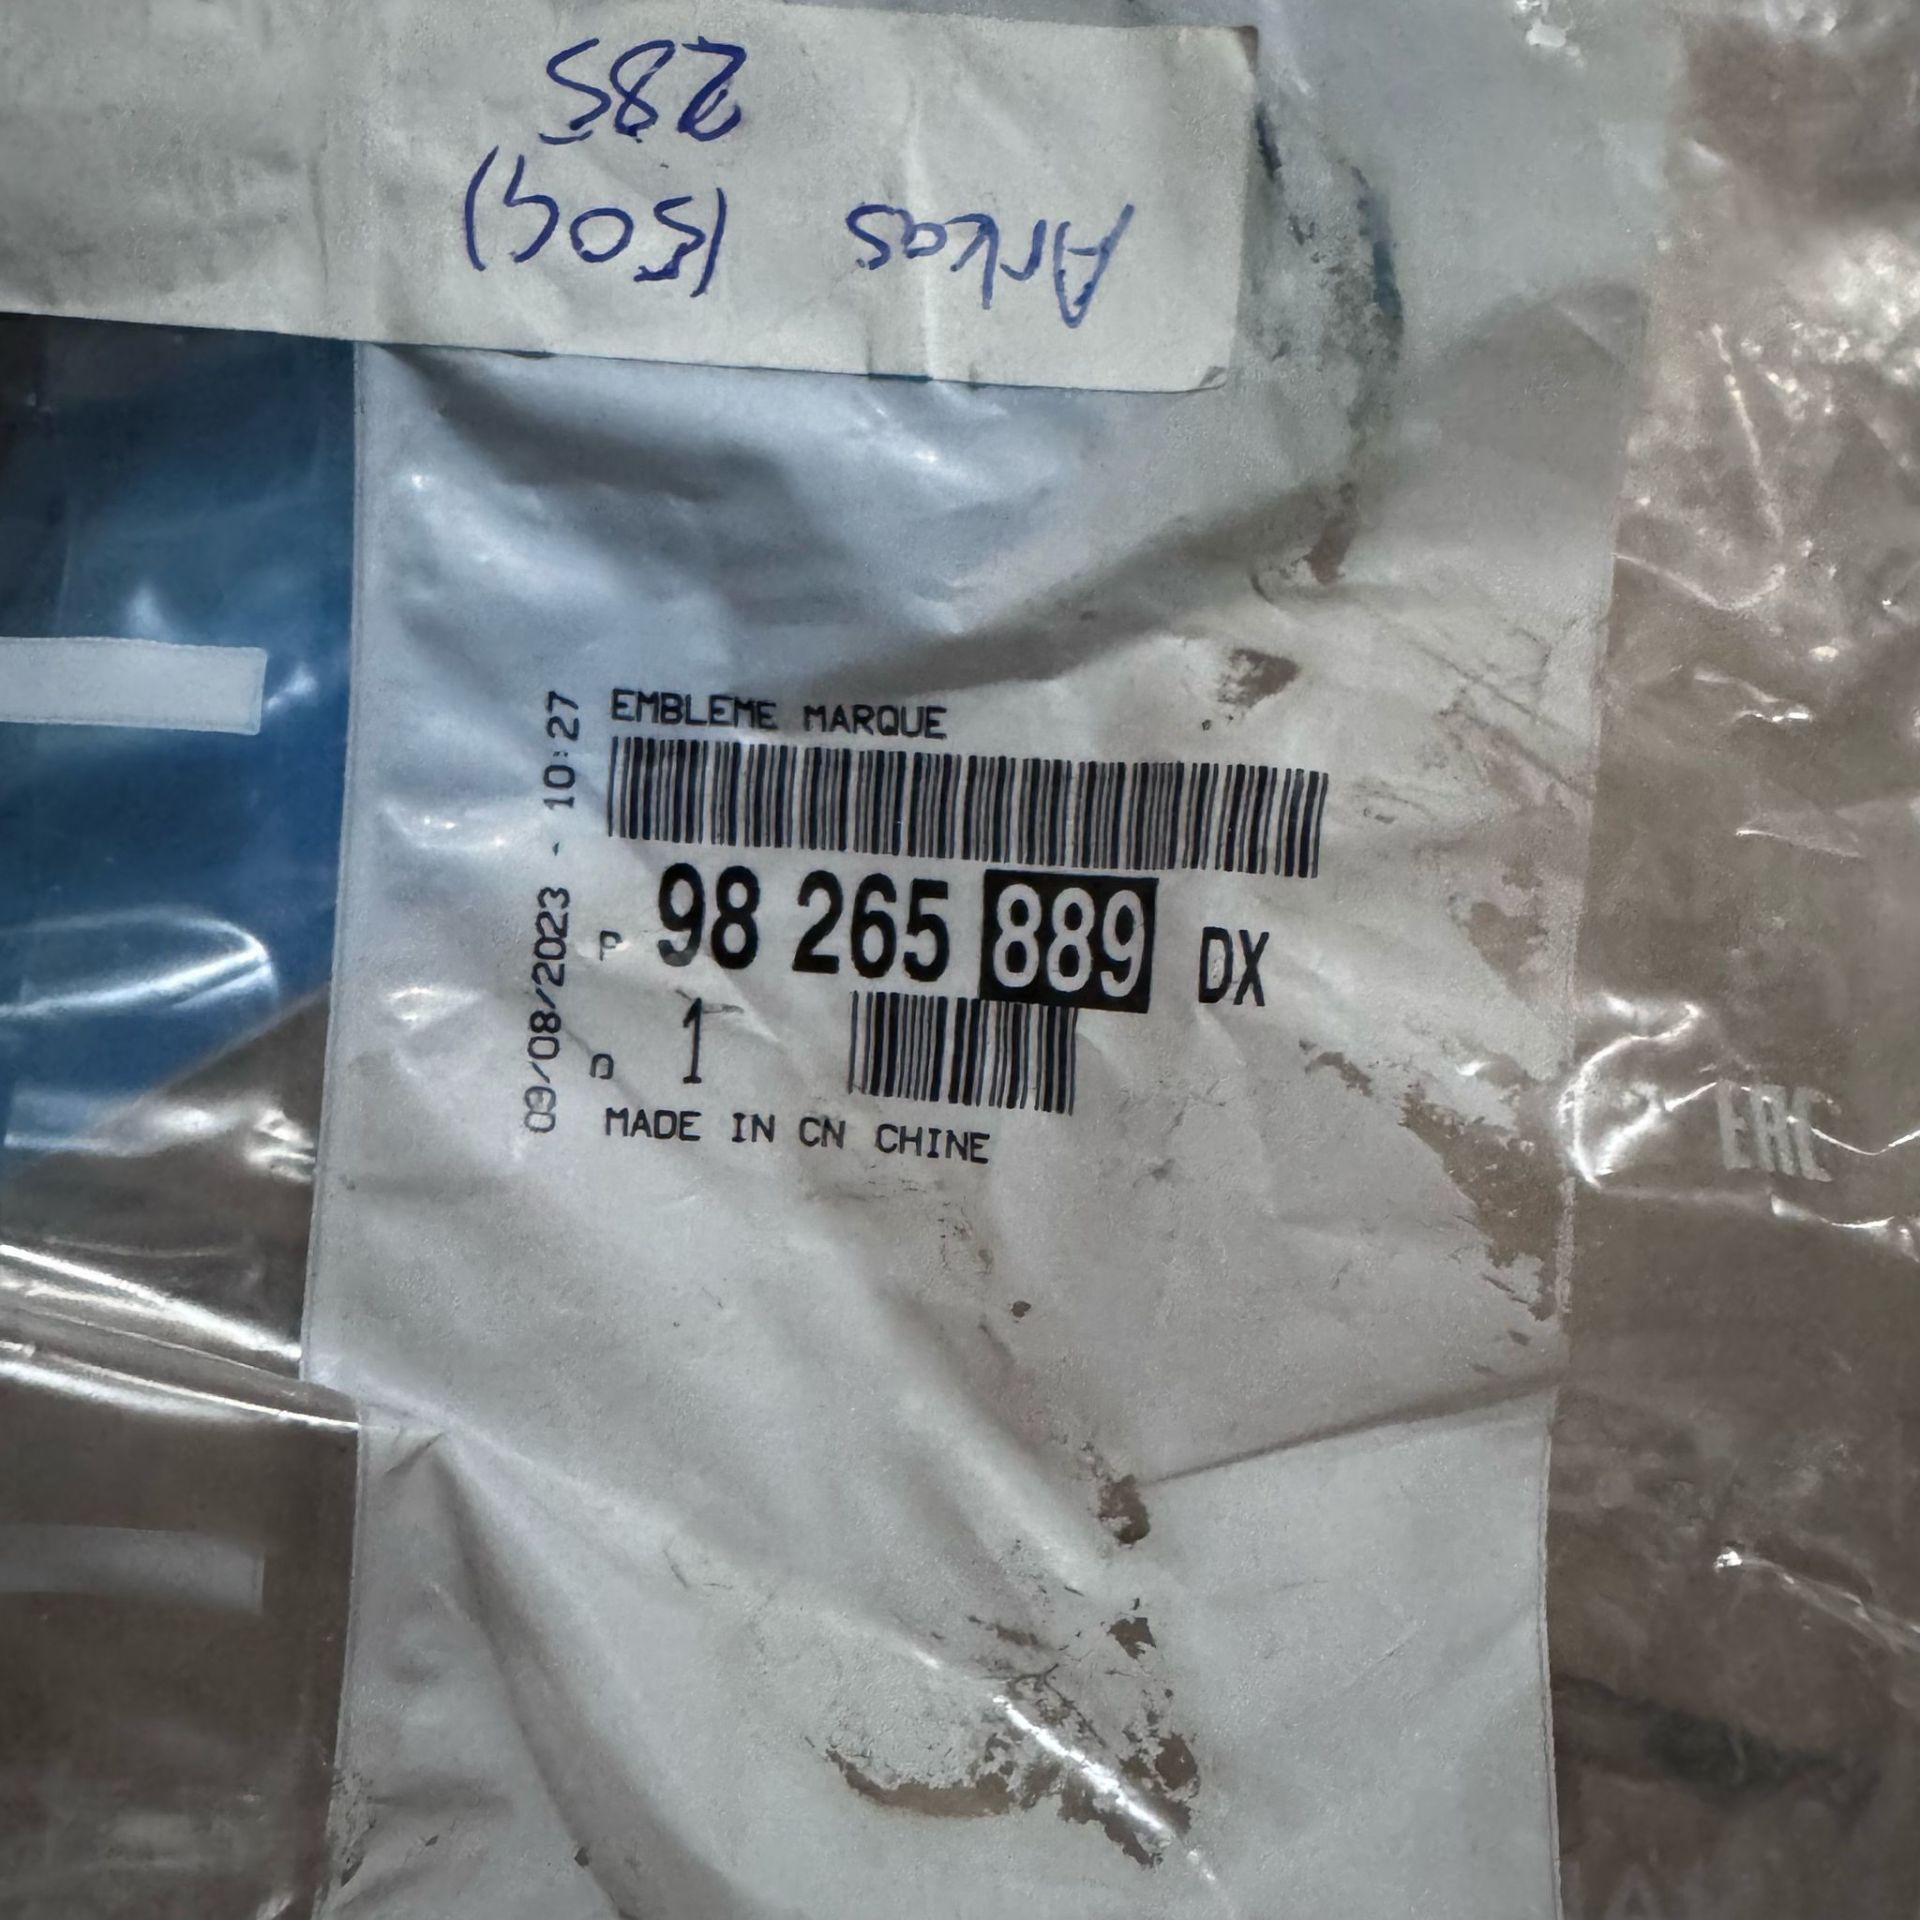 Arkas (504)
285
EMBLEME MARQUE
P 98 265 889 DX
Q 1
MADE IN CN CHINE
09/08/2023 - 10:27
EAC